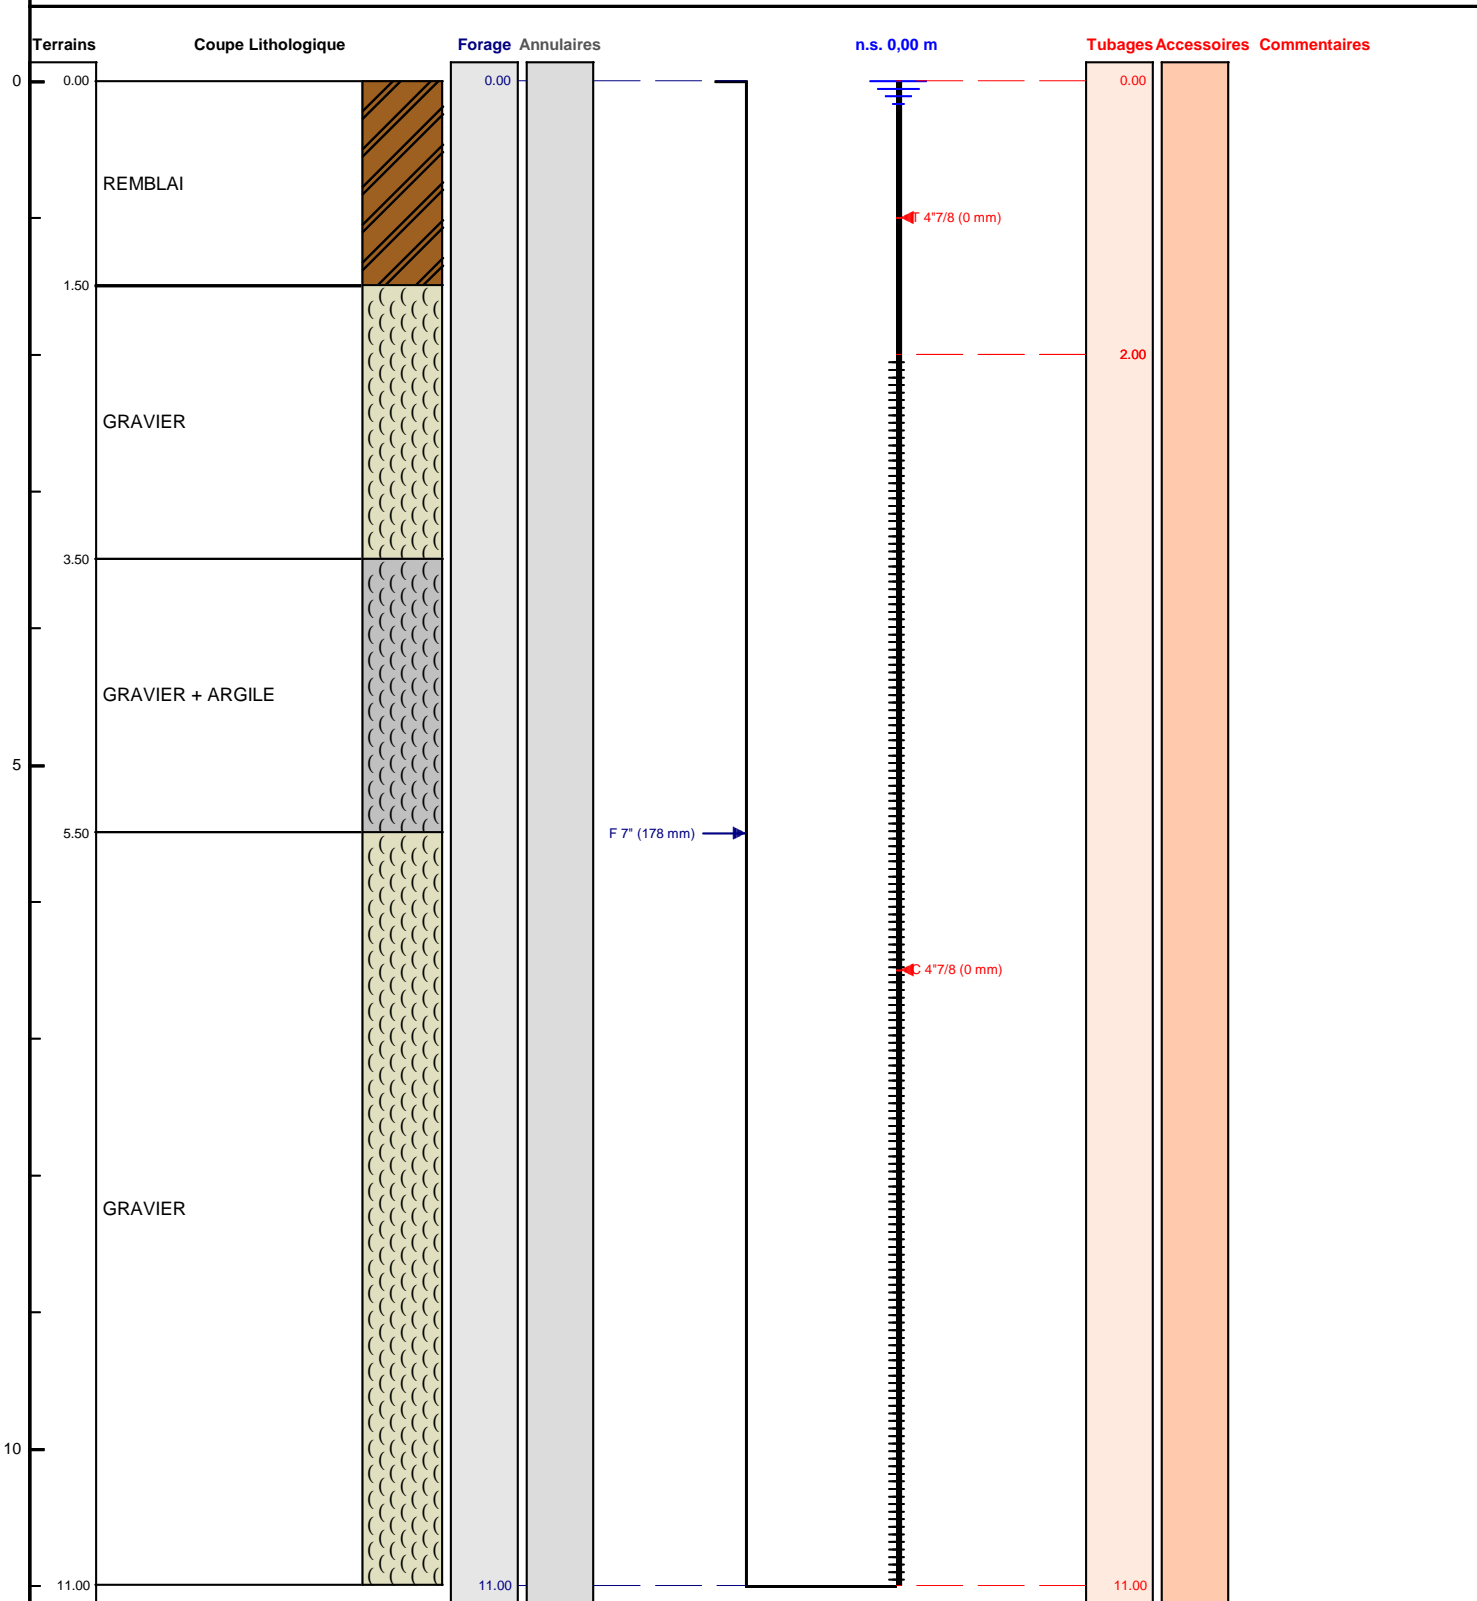 Terrains Coupe Lithologique Forage Annulaires n.s. 0,00 m Tubages Accessoires Commentaires
0 0.00 0.00 0.00
REMBLAI
T 4"7/8 (0 mm)
1.50
2.00
GRAVIER
3.50
GRAVIER + ARGILE
5
5.50 F 7" (178 mm)
C 4"7/8 (0 mm)
GRAVIER
10
11.00 11.00 11.00